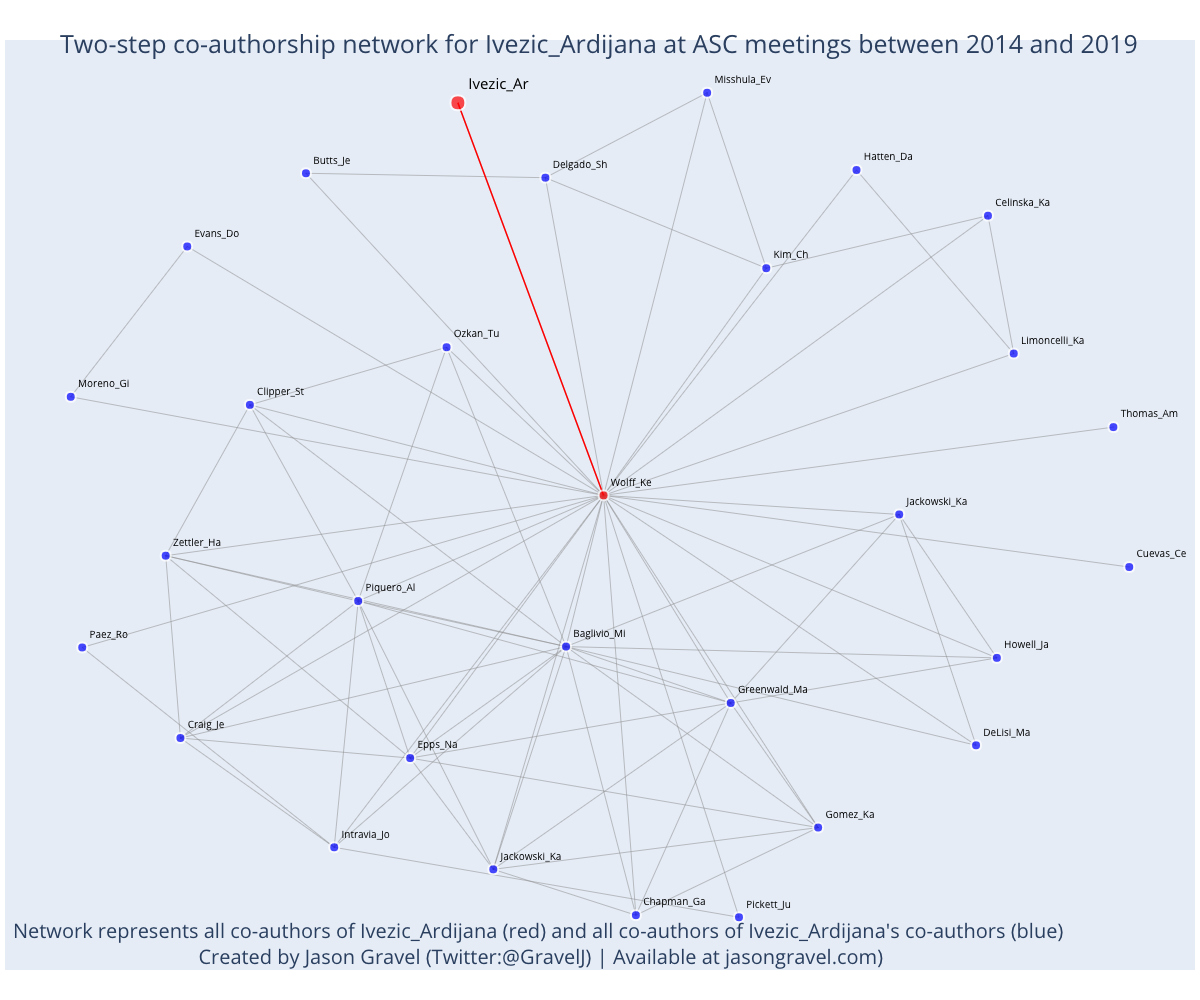 Two-step co-authorship network for Ivezic_Ardijana at ASC meetings between 2014 and 2019
Misshula_Ev
Ivezic_Ar
Hatten_Da
Butts_Je
Delgado_Sh
Celinska_Ka
Evans_Do
Kim_Ch
Ozkan_Tu
Limoncelli_Ka
Moreno_Gi
Clipper_St
Thomas_Am
Wolff_Ke
Jackowski_Ka
Zettler_Ha
Cuevas_Ce
Piquero_Al
Paez_Ro
Baglivio_Mi
Howell_Ja
Greenwald_Ma
Craig_Je
DeLisi_Ma
Epps_Na
Gomez_Ka
Intravia_Jo
Jackowski_Ka
Chapman_Ga
Pickett_Ju
Network represents all co-authors of Ivezic_Ardijana (red) and all co-authors of Ivezic_Ardijana's co-authors (blue)
Created by Jason Gravel (Twitter:@GravelJ) | Available at jasongravel.com)